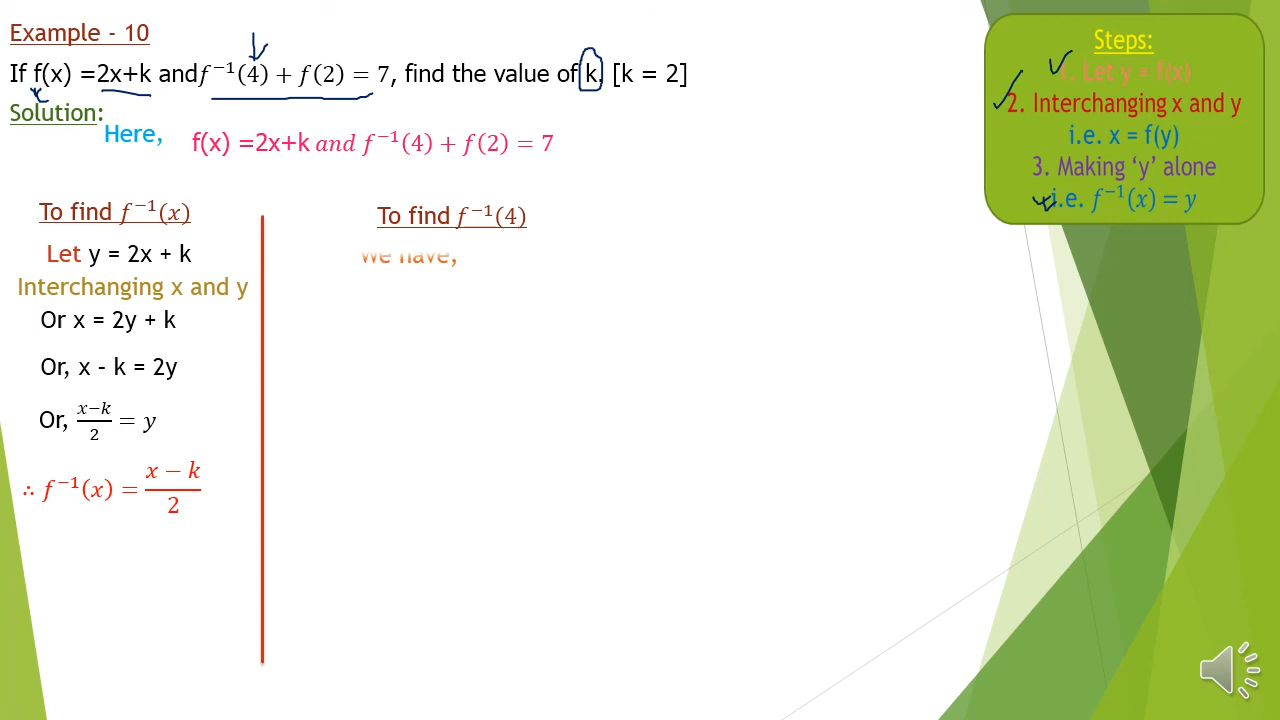 Example - 10
If f(x) =2x+k and f⁻¹(4) + f(2) = 7, find the value of k. [k = 2]
Solution:
Here,
f(x) =2x+k and f⁻¹(4) + f(2) = 7
To find f⁻¹(x)
Let y = 2x + k
Interchanging x and y
Or x = 2y + k
Or, x - k = 2y
Or, (x−k)/2 = y
∴ f⁻¹(x) = (x − k)/2
To find f⁻¹(4)
We have,
Steps:
1. Let y = f(x)
2. Interchanging x and y
i.e. x = f(y)
3. Making ‘y’ alone
i.e. f⁻¹(x) = y